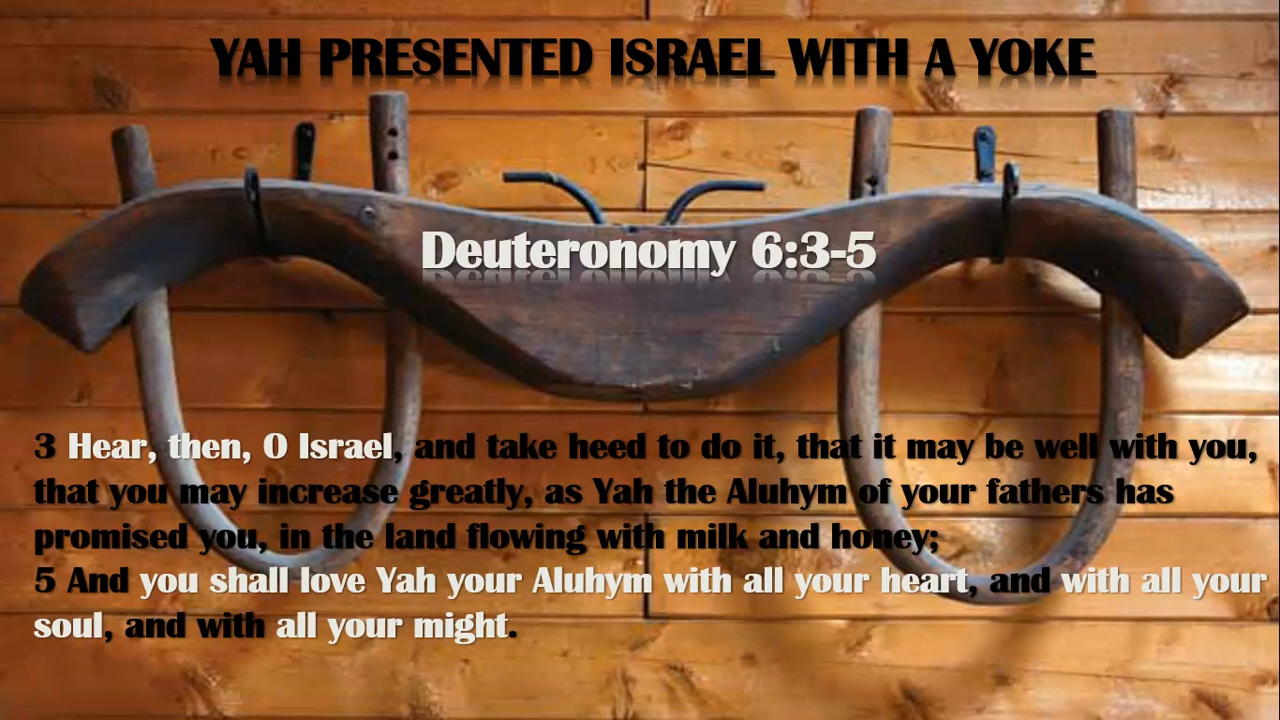 YAH PRESENTED ISRAEL WITH A YOKE
Deuteronomy 6:3-5
3 Hear, then, O Israel, and take heed to do it, that it may be well with you,
that you may increase greatly, as Yah the Aluhym of your fathers has
promised you, in the land flowing with milk and honey;
5 And you shall love Yah your Aluhym with all your heart, and with all your
soul, and with all your might.